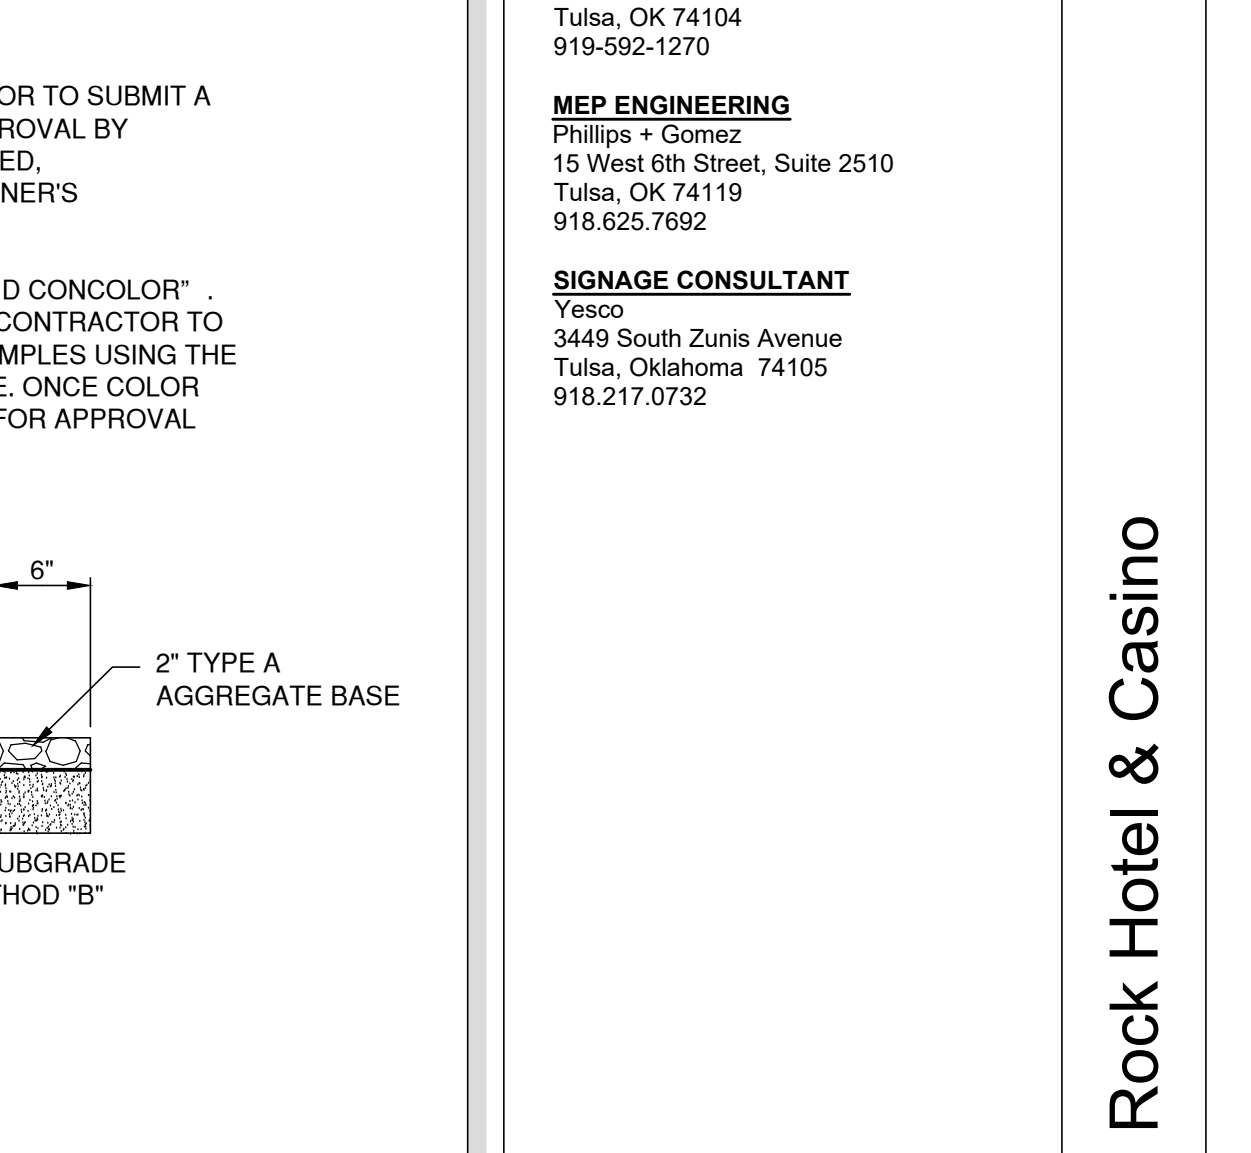 OR TO SUBMIT A
ROVAL BY
ED,
NER'S
D CONCOLOR” .
CONTRACTOR TO
MPLES USING THE
E. ONCE COLOR
FOR APPROVAL
6"
2" TYPE A
AGGREGATE BASE
UBGRADE
THOD "B"
Tulsa, OK 74104
919-592-1270
MEP ENGINEERING
Phillips + Gomez
15 West 6th Street, Suite 2510
Tulsa, OK 74119
918.625.7692
SIGNAGE CONSULTANT
Yesco
3449 South Zunis Avenue
Tulsa, Oklahoma  74105
918.217.0732
Rock Hotel & Casino